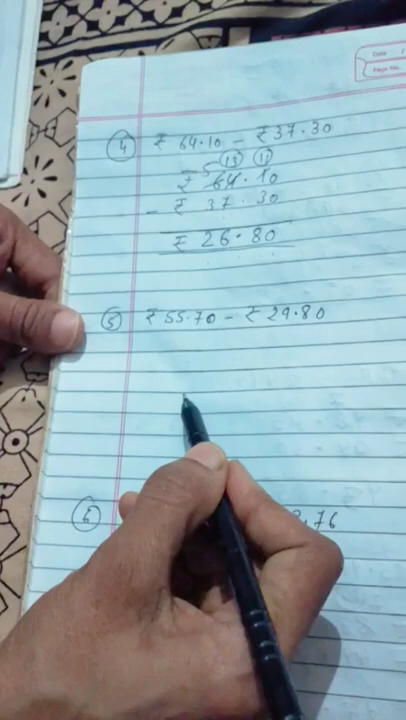 Date
Page No.
④ ₹ 64.10 - ₹ 37.30
5 ⑬ ⑪
₹ 64.10
- ₹ 37.30
₹ 26.80
⑤ ₹ 55.70 - ₹ 29.80
⑥ .76